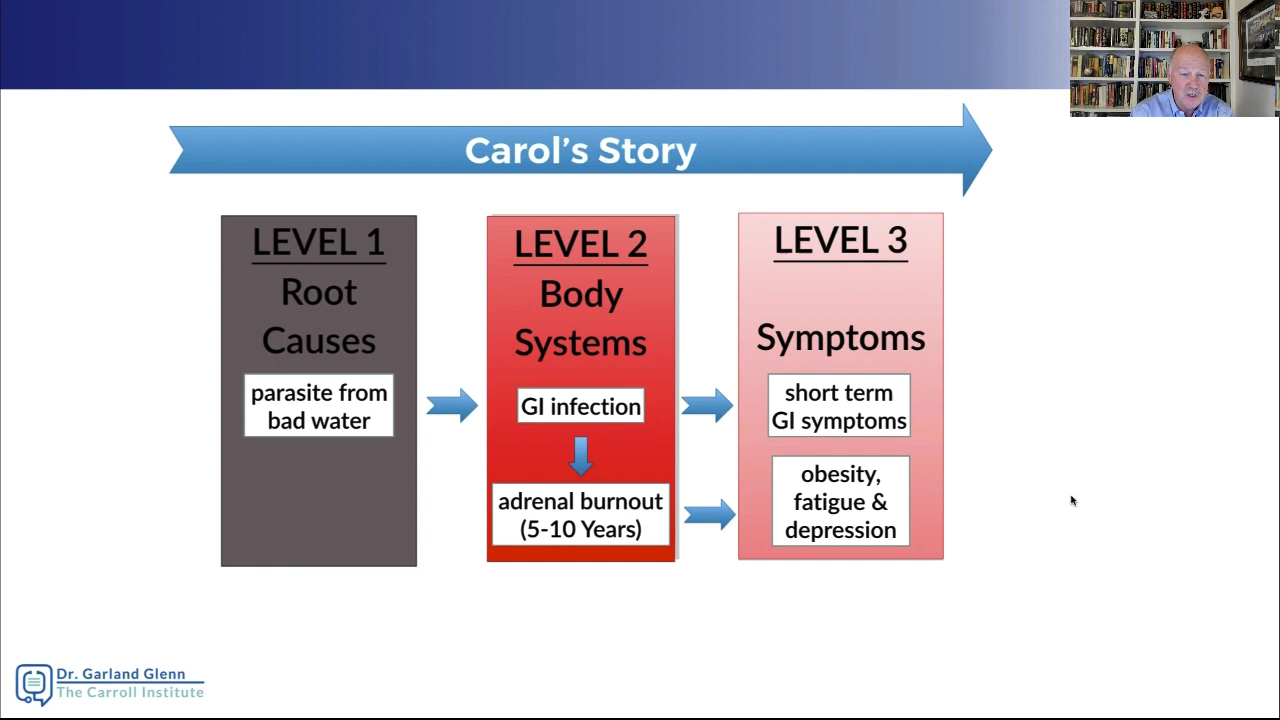 Carol's Story
LEVEL 1
Root
Causes
parasite from
bad water
LEVEL 2
Body
Systems
GI infection
adrenal burnout
(5-10 Years)
LEVEL 3
Symptoms
short term
GI symptoms
obesity,
fatigue &
depression
Dr. Garland Glenn
The Carroll Institute